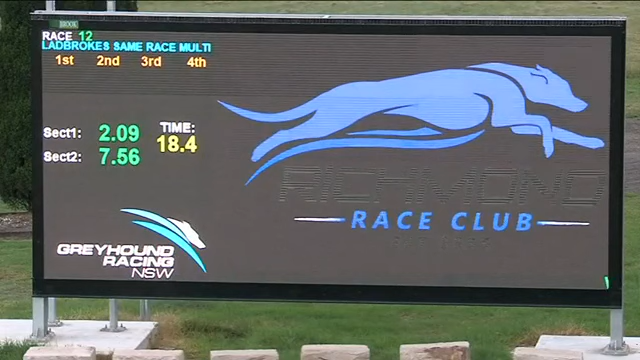 BROOK
RACE 12
LADBROKES SAME RACE MULTI
1st 2nd 3rd 4th
Sect1: 2.09
Sect2: 7.56
TIME:
18.4
RICHMOND
RACE CLUB
GREYHOUND
RACING
NSW